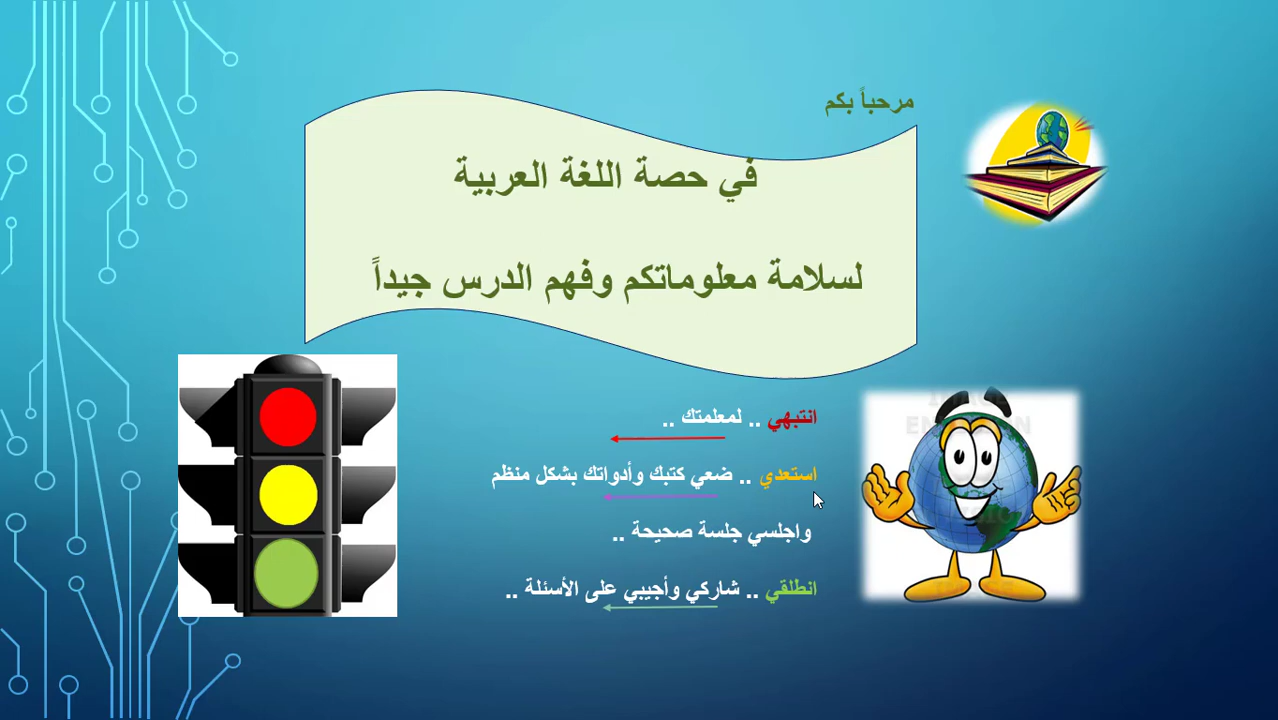 مرحباً بكم
في حصة اللغة العربية
لسلامة معلوماتكم وفهم الدرس جيداً
انتبهي .. لمعلمتك ..
استعدي .. ضعي كتبك وأدواتك بشكل منظم
واجلسي جلسة صحيحة ..
انطلقي .. شاركي وأجيبي على الأسئلة ..